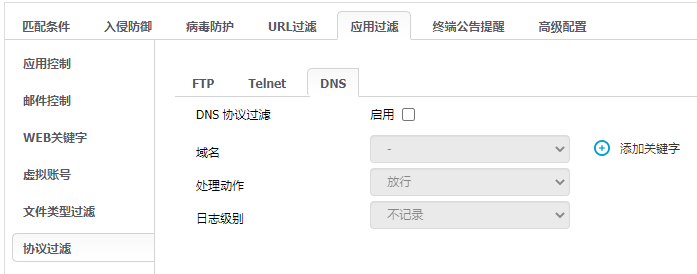 匹配条件 入侵防御 病毒防护 URL过滤 应用过滤 终端公告提醒 高级配置
应用控制
邮件控制
WEB关键字
虚拟账号
文件类型过滤
协议过滤
FTP Telnet DNS
DNS 协议过滤 启用
域名 - 添加关键字
处理动作 放行
日志级别 不记录